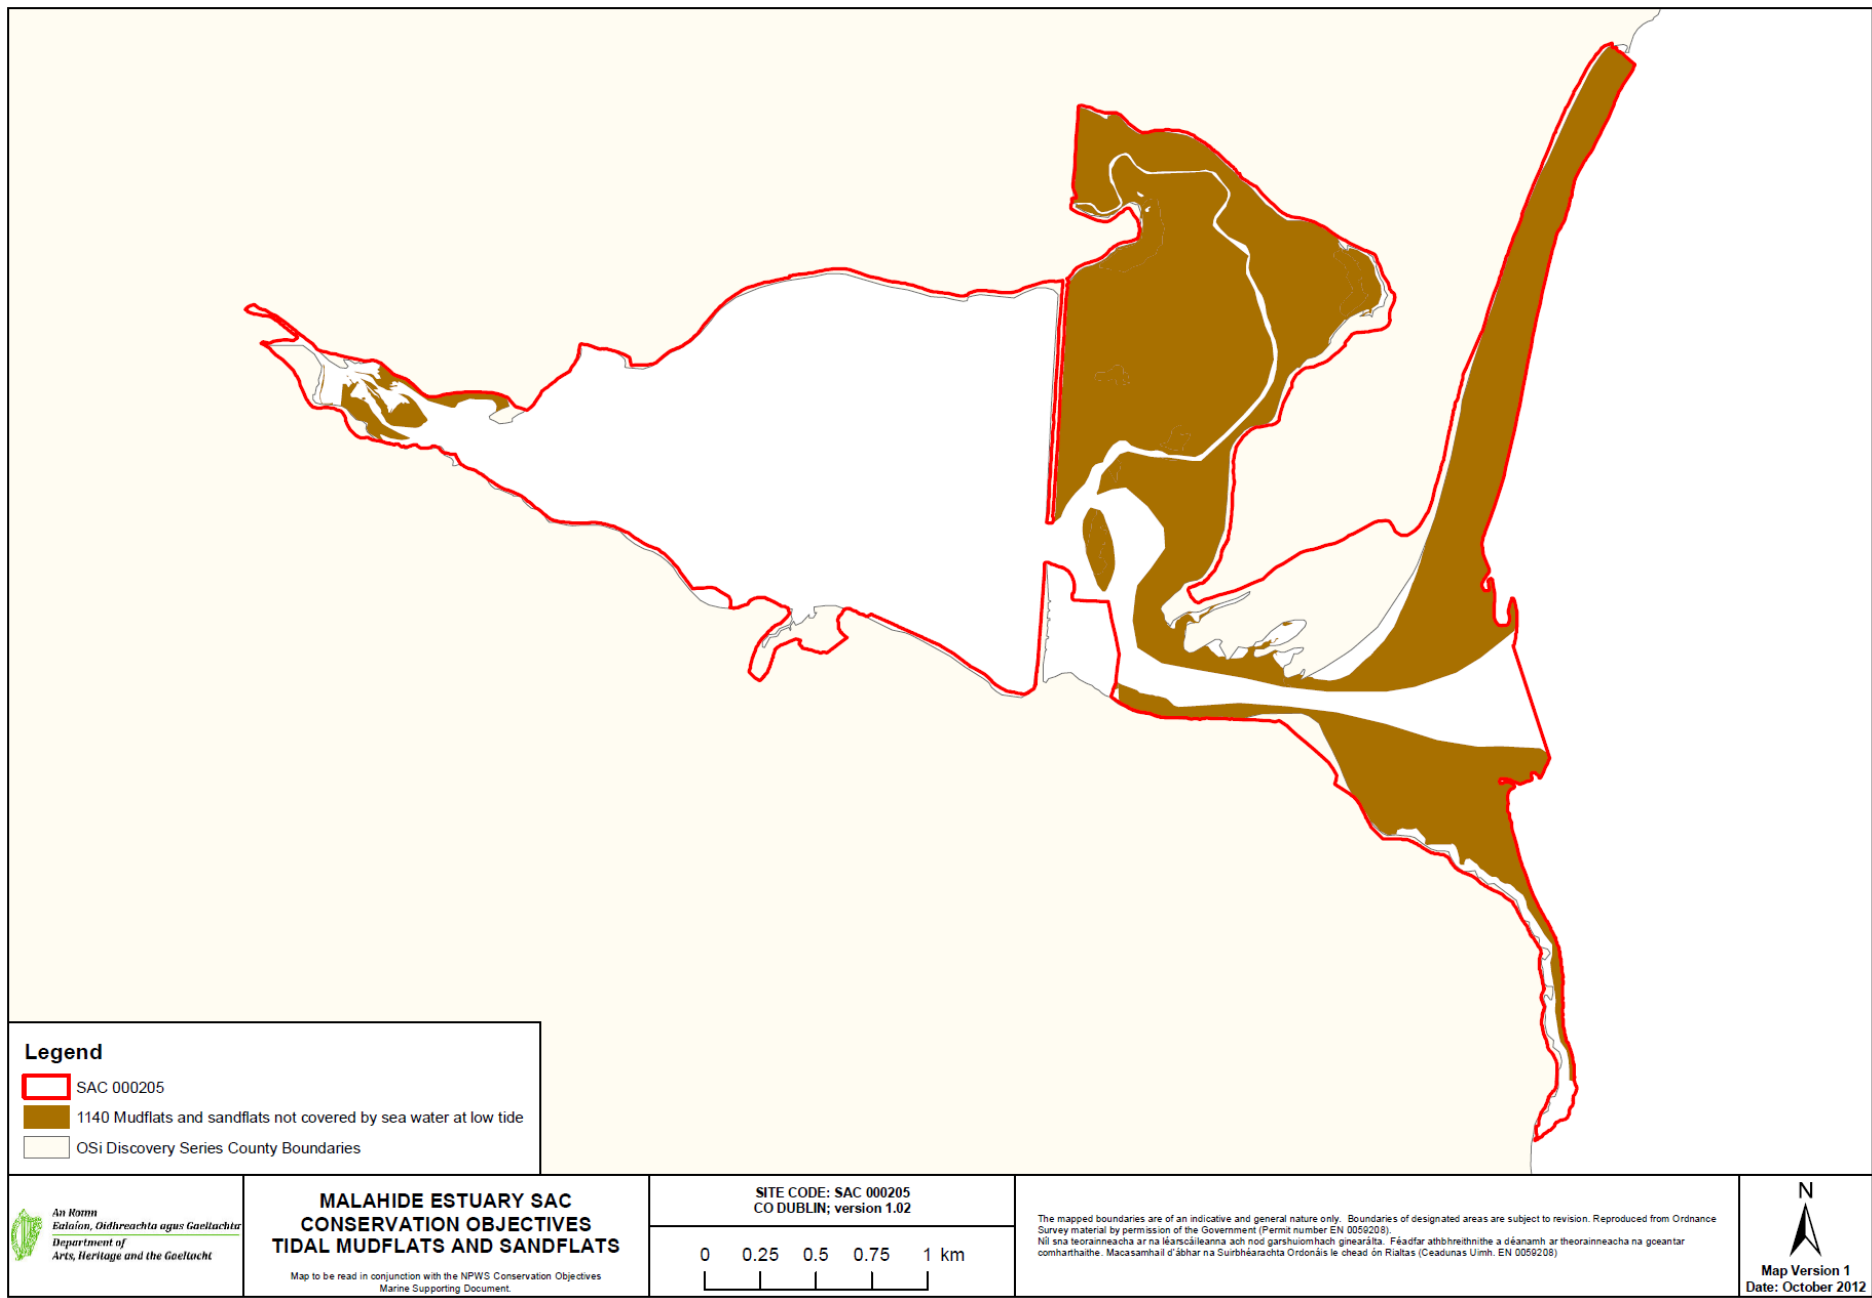 Legend
SAC 000205
1140 Mudflats and sandflats not covered by sea water at low tide
OSi Discovery Series County Boundaries
An Roinn
Ealaíon, Oidhreachta agus Gaeltachta
Department of
Arts, Heritage and the Gaeltacht
MALAHIDE ESTUARY SAC
CONSERVATION OBJECTIVES
TIDAL MUDFLATS AND SANDFLATS
Map to be read in conjunction with the NPWS Conservation Objectives
Marine Supporting Document.
SITE CODE: SAC 000205
CO DUBLIN; version 1.02
0 0.25 0.5 0.75 1 km
The mapped boundaries are of an indicative and general nature only. Boundaries of designated areas are subject to revision. Reproduced from Ordnance
Survey material by permission of the Government (Permit number EN 0059208).
Níl sna teorainneacha ar na léarscáileanna ach nod garshuiomhach ginearálta. Féadfar athbhreithnithe a déanamh ar theorainneacha na gceantar
comharthaithe. Macasamhail d'ábhar na Suirbhéarachta Ordonáis le chead ón Rialtas (Ceadunas Uimh. EN 0059208)
N
Map Version 1
Date: October 2012